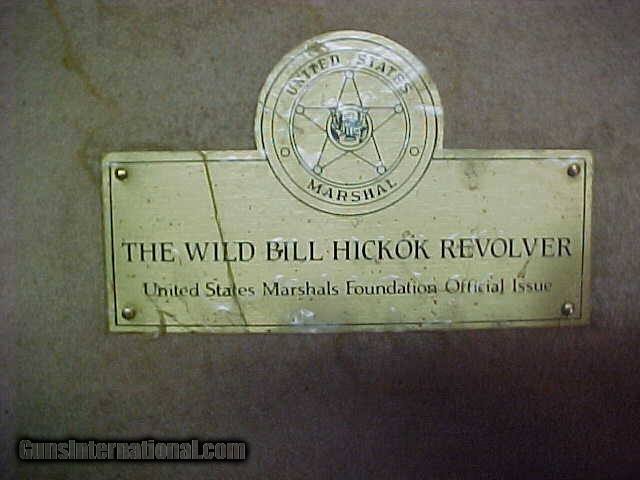 UNITED STATES
MARSHAL
THE WILD BILL HICKOK REVOLVER
United States Marshals Foundation Official Issue
GunsInternational.com